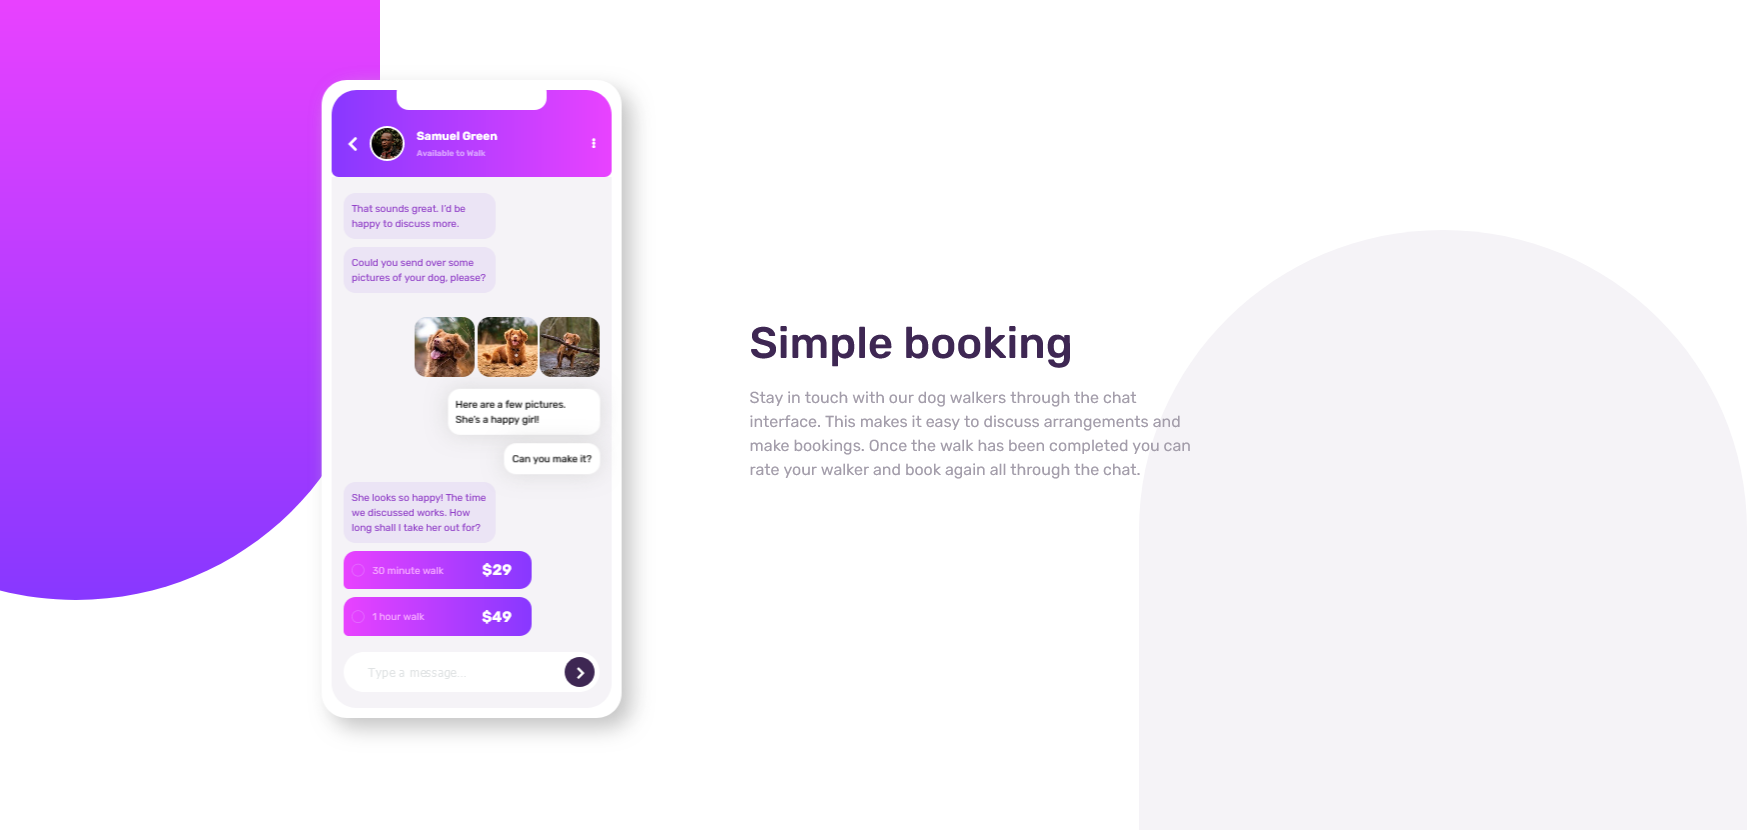 Samuel Green
Available to Walk
That sounds great. I'd be
happy to discuss more.
Could you send over some
pictures of your dog, please?
Here are a few pictures.
She's a happy girl!
Can you make it?
She looks so happy! The time
we discussed works. How
long shall I take her out for?
30 minute walk $29
1 hour walk $49
Type a message...
Simple booking
Stay in touch with our dog walkers through the chat
interface. This makes it easy to discuss arrangements and
make bookings. Once the walk has been completed you can
rate your walker and book again all through the chat.